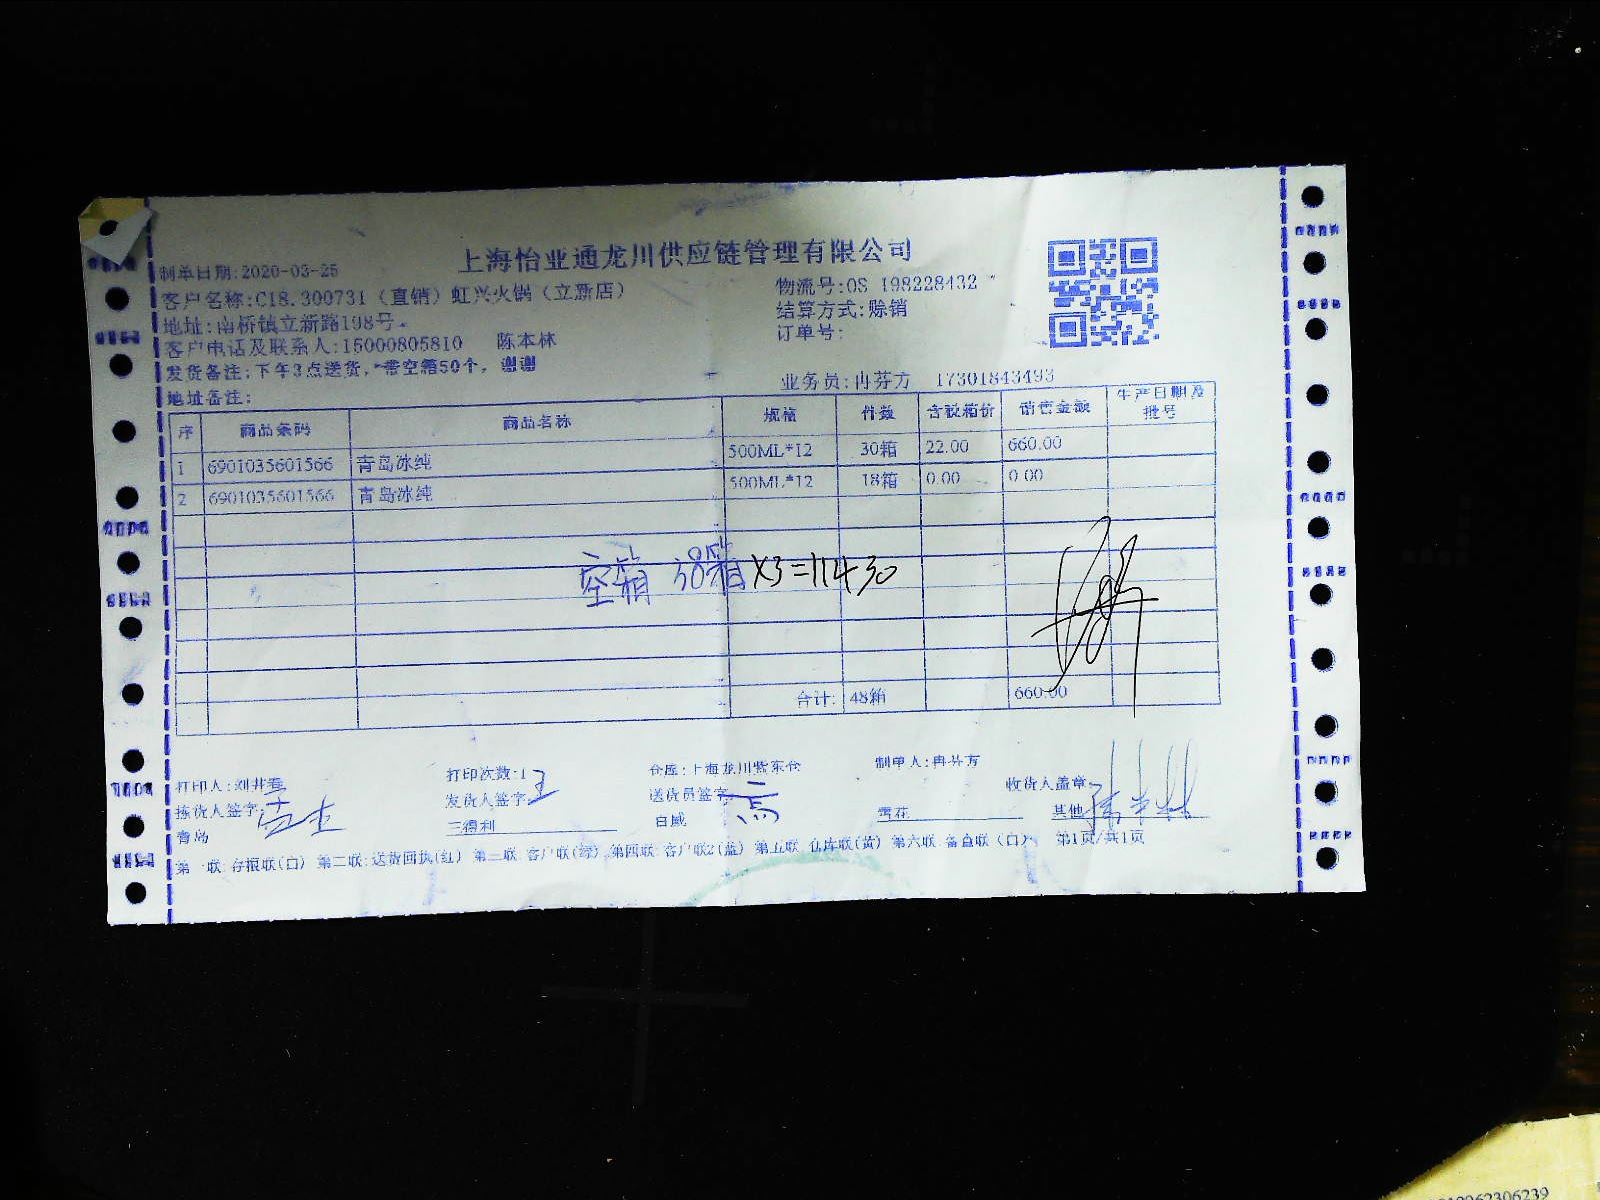 上海怡亚通龙川供应链管理有限公司
制单日期:2020-03-25
客户名称:C18.300731（直销）虹兴火锅（立新店）
物流号:OS 198228432
地址:南桥镇立新路198号.
结算方式:赊销
客户电话及联系人:15000805810 陈本林
订单号:
发货备注:下午3点送货,带空箱50个,谢谢
业务员:冉芬方 17301843493
地址备注:
序 商品条码 商品名称 规格 件数 含税箱价 销售金额 生产日期及批号
1 6901035601566 青岛冰纯 500ML*12 30箱 22.00 660.00
2 6901035601566 青岛冰纯 500ML*12 18箱 0.00 0.00
空箱 38箱 X3=114
合计: 48箱 660.00
打印人:刘井春 打印次数:1 仓库:上海龙川 制单人:冉芬方
拣货人签字: 发货人签字: 王 送货员签字: 收货人盖章:
青岛 三得利 百威 雪花 其他
第一联:存根联(白) 第二联:送货回执(红) 第三联:客户联(绿) 第四联:客户联2(蓝) 第五联:仓库联(黄) 第六联:备查联(白) 第1页/共1页
2062306239